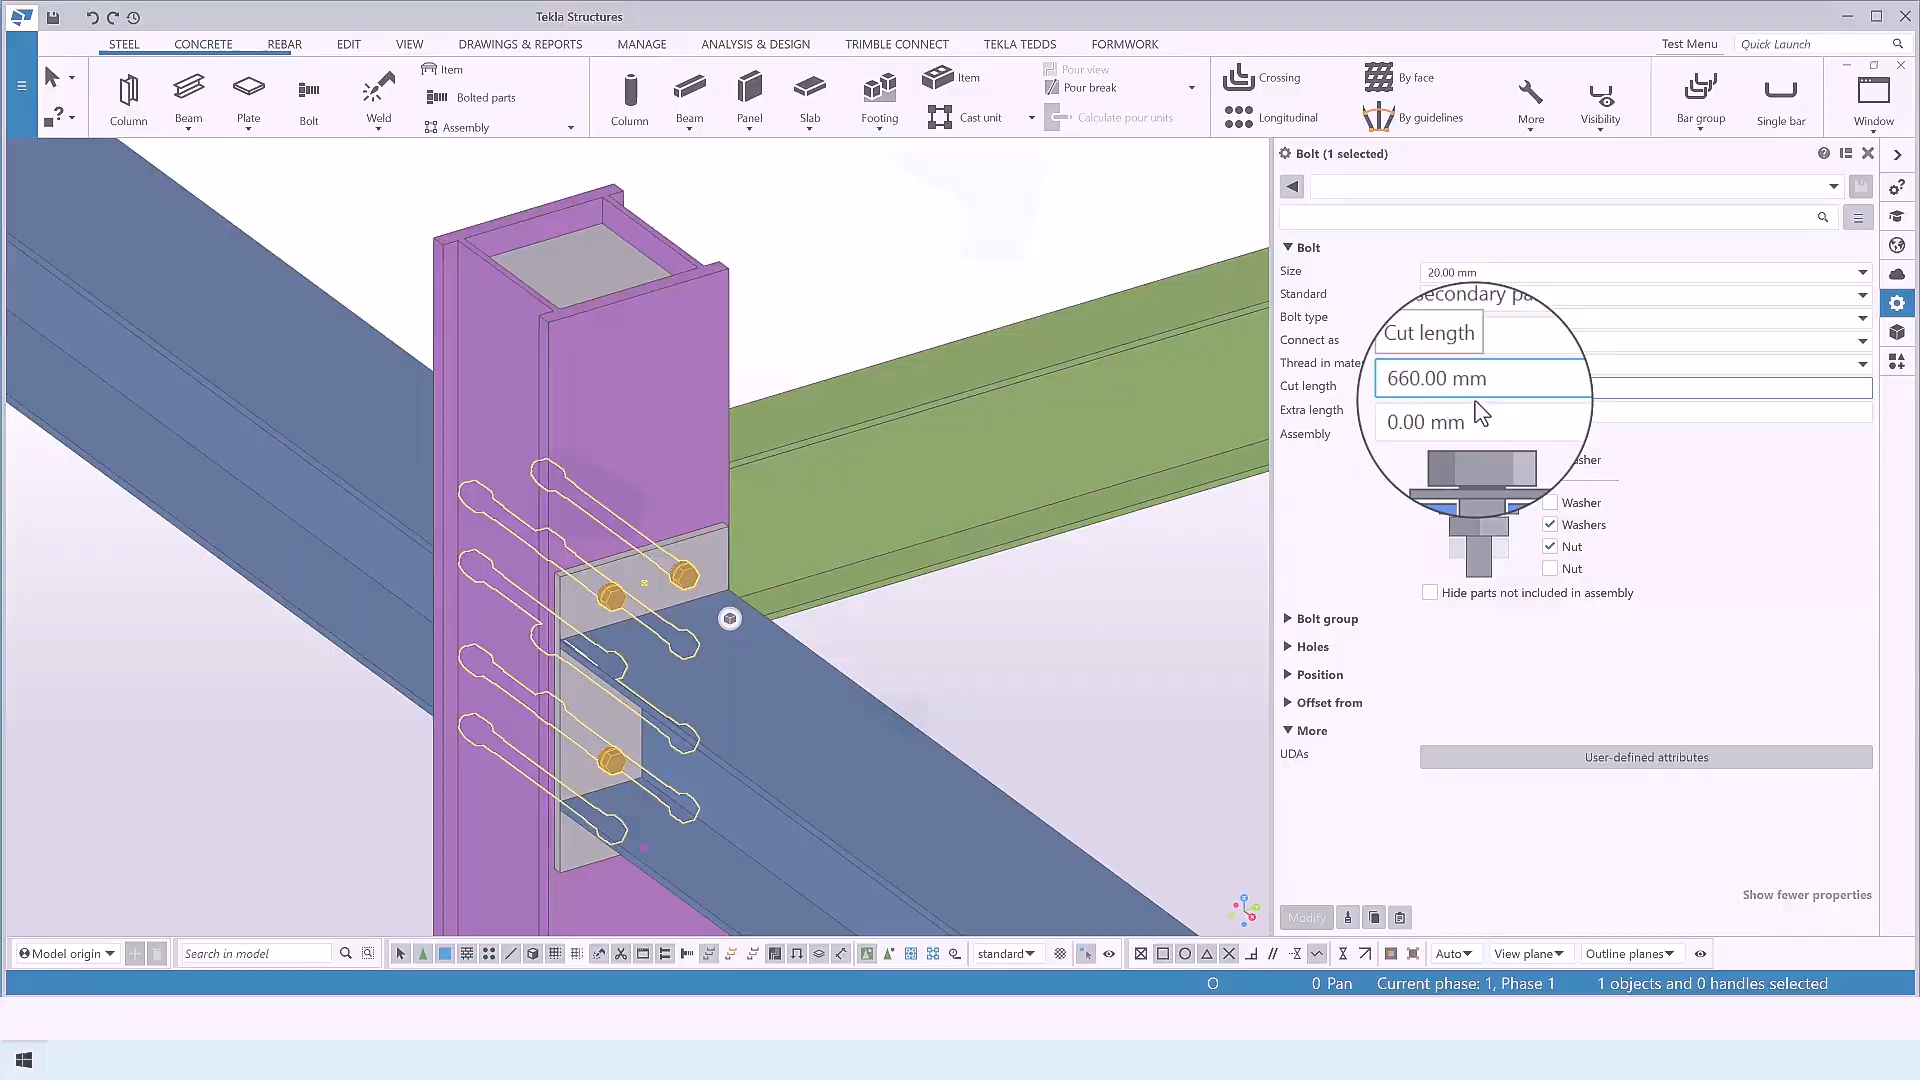 Tekla Structures
STEEL CONCRETE REBAR EDIT VIEW DRAWINGS & REPORTS MANAGE ANALYSIS & DESIGN TRIMBLE CONNECT TEKLA TEDDS FORMWORK Test Menu Quick Launch
Column Beam Plate Bolt Weld
Item
Bolted parts
Assembly
Column Beam Panel Slab Footing
Item
Cast unit
Pour view
Pour break
Calculate pour units
Crossing By face
Longitudinal By guidelines
More Visibility Bar group Single bar Window
Bolt (1 selected)
Bolt
Size 20.00 mm
Standard
Bolt type
Connect as
Thread in mate
Cut length
Extra length
Assembly
secondary pa
Cut length
660.00 mm
0.00 mm
asher
Washer
Washers
Nut
Nut
Hide parts not included in assembly
Bolt group
Holes
Position
Offset from
More
UDAs User-defined attributes
Show fewer properties
Modify
Model origin Search in model standard Auto View plane Outline planes
O 0 Pan Current phase: 1, Phase 1 1 objects and 0 handles selected